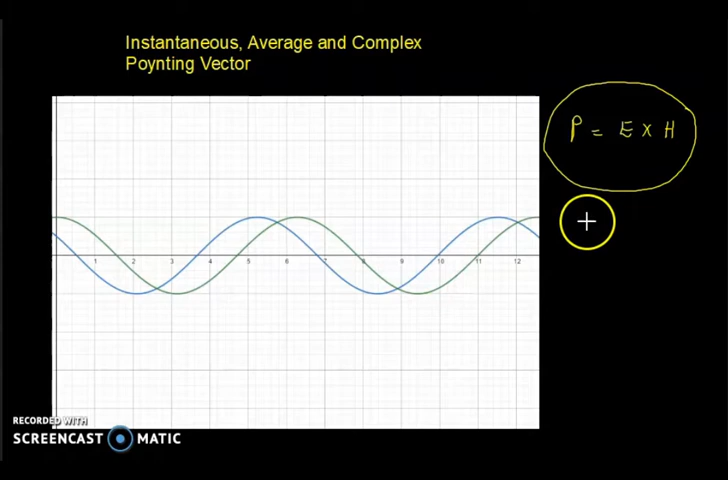 Instantaneous, Average and Complex
Poynting Vector
P = E × H
1 2 3 4 5 6 7 8 9 10 11 12
RECORDED WITH
SCREENCAST MATIC